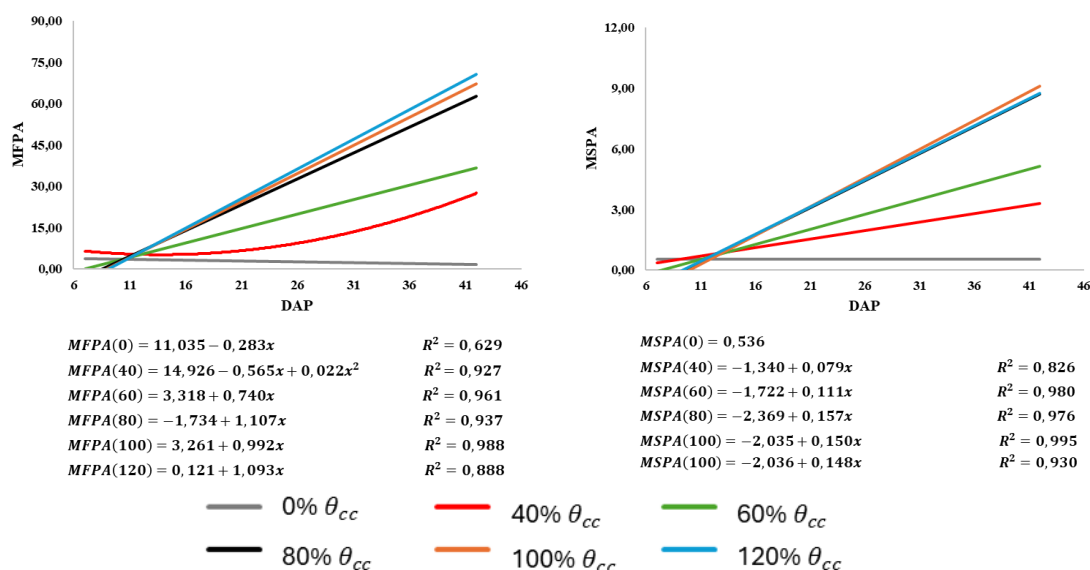 90,00
75,00
60,00
45,00
30,00
15,00
0,00
MFPA
6 11 16 21 26 31 36 41 46
DAP
12,00
9,00
6,00
3,00
0,00
MSPA
6 11 16 21 26 31 36 41 46
DAP
MFPA(0) = 11,035 − 0,283x R² = 0,629
MFPA(40) = 14,926 − 0,565x + 0,022x² R² = 0,927
MFPA(60) = 3,318 + 0,740x R² = 0,961
MFPA(80) = −1,734 + 1,107x R² = 0,937
MFPA(100) = 3,261 + 0,992x R² = 0,988
MFPA(120) = 0,121 + 1,093x R² = 0,888
MSPA(0) = 0,536
MSPA(40) = −1,340 + 0,079x R² = 0,826
MSPA(60) = −1,722 + 0,111x R² = 0,980
MSPA(80) = −2,369 + 0,157x R² = 0,976
MSPA(100) = −2,035 + 0,150x R² = 0,995
MSPA(100) = −2,036 + 0,148x R² = 0,930
0% θcc 40% θcc 60% θcc
80% θcc 100% θcc 120% θcc